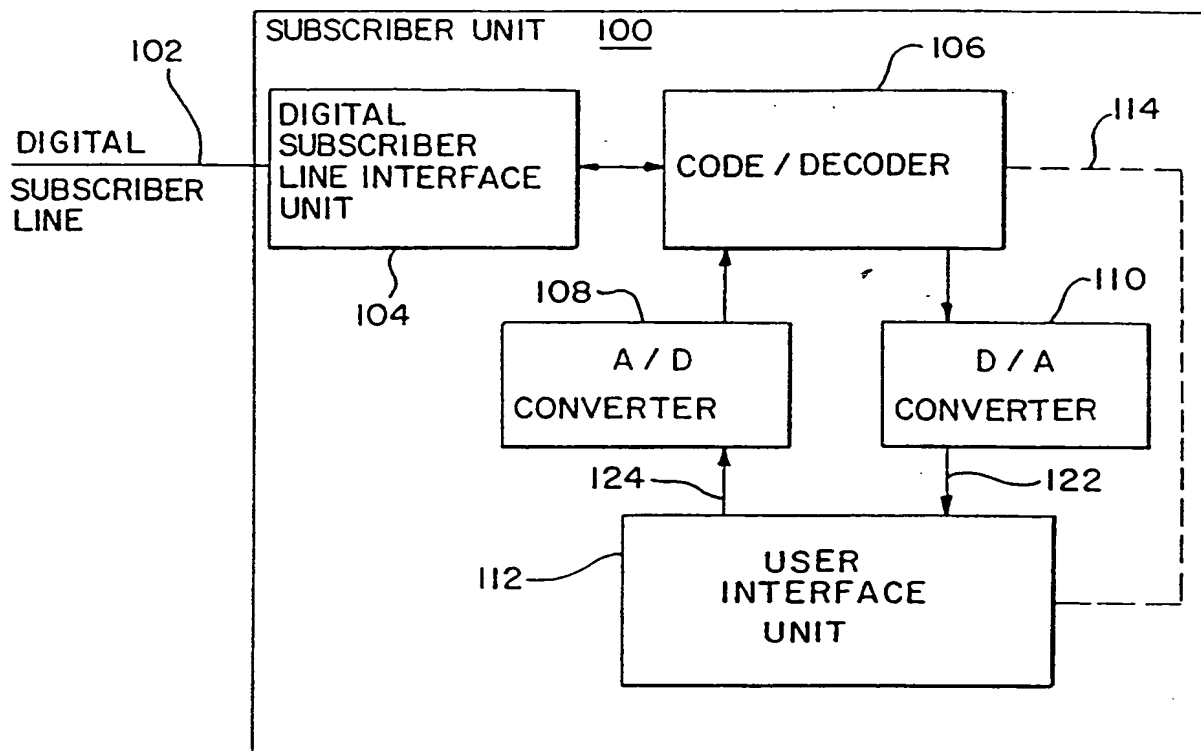 SUBSCRIBER UNIT 100
102
106
114
DIGITAL
SUBSCRIBER
LINE
DIGITAL
SUBSCRIBER
LINE INTERFACE
UNIT
CODE / DECODER
104
108
110
A / D
CONVERTER
D / A
CONVERTER
124
122
112
USER
INTERFACE
UNIT